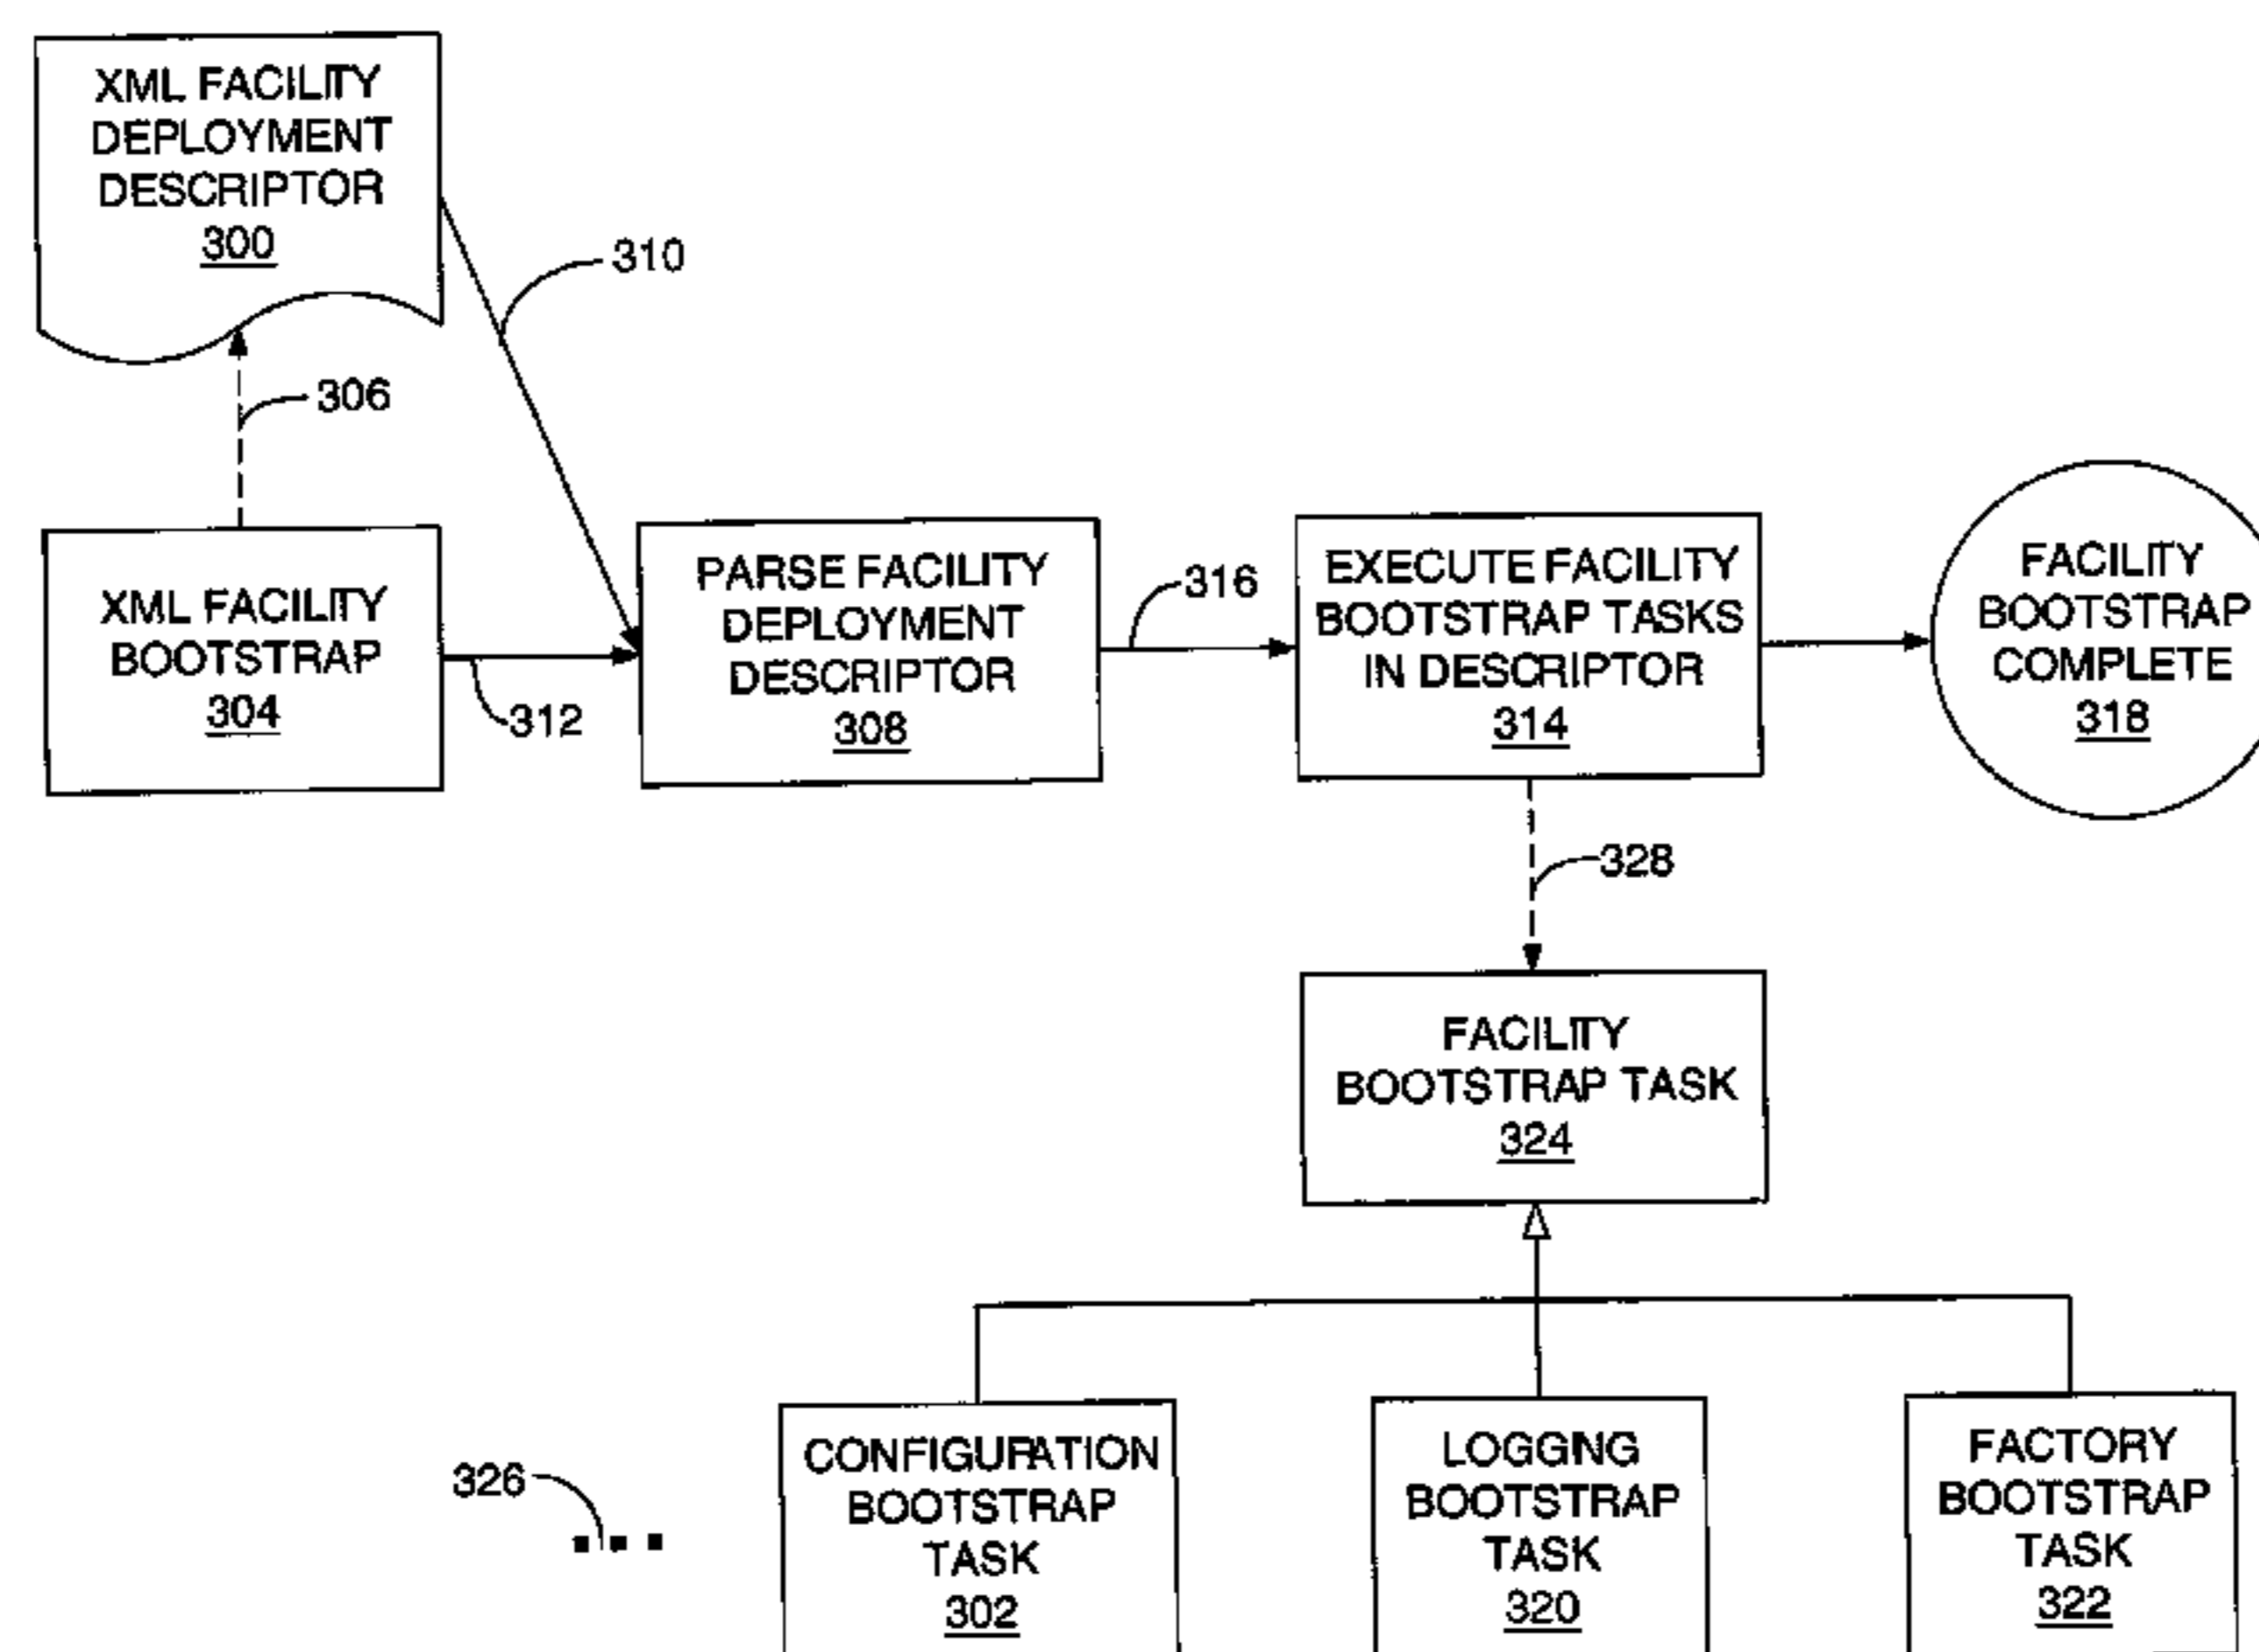 XML FACILITY
DEPLOYMENT
DESCRIPTOR
300
310
306
XML FACILITY
BOOTSTRAP
304
312
PARSE FACILITY
DEPLOYMENT
DESCRIPTOR
308
316
EXECUTE FACILITY
BOOTSTRAP TASKS
IN DESCRIPTOR
314
FACILITY
BOOTSTRAP
COMPLETE
318
328
FACILITY
BOOTSTRAP TASK
324
326
CONFIGURATION
BOOTSTRAP
TASK
302
LOGGING
BOOTSTRAP
TASK
320
FACTORY
BOOTSTRAP
TASK
322